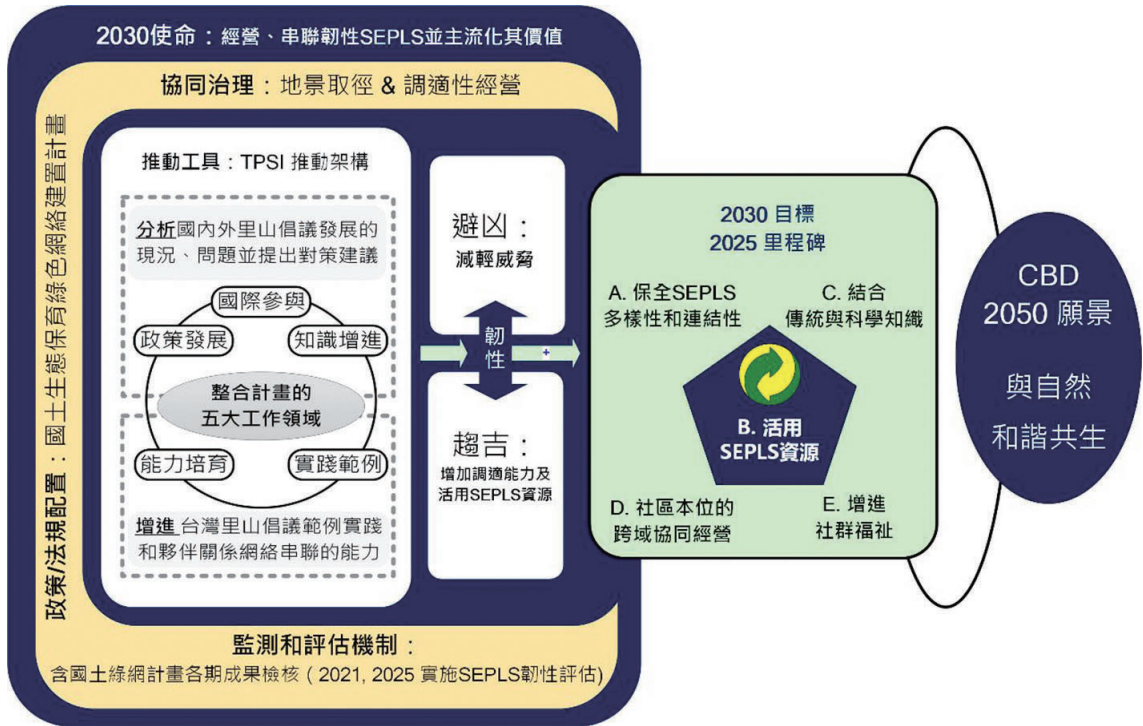 2030使命：經營、串聯韌性SEPLS並主流化其價值
協同治理：地景取徑 & 調適性經營
政策/法規配置：國土生態保育綠色網絡建置計畫
推動工具：TPSI 推動架構
分析國內外里山倡議發展的
現況、問題並提出對策建議
國際參與
政策發展
知識增進
整合計畫的
五大工作領域
能力培育
實踐範例
增進台灣里山倡議範例實踐
和夥伴關係網絡串聯的能力
避凶：
減輕威脅
韌性
+
趨吉：
增加調適能力及
活用SEPLS資源
監測和評估機制：
含國土綠網計畫各期成果檢核（2021, 2025 實施SEPLS韌性評估)
2030 目標
2025 里程碑
A. 保全SEPLS
多樣性和連結性
C. 結合
傳統與科學知識
B. 活用
SEPLS資源
D. 社區本位的
跨域協同經營
E. 增進
社群福祉
CBD
2050 願景
與自然
和諧共生